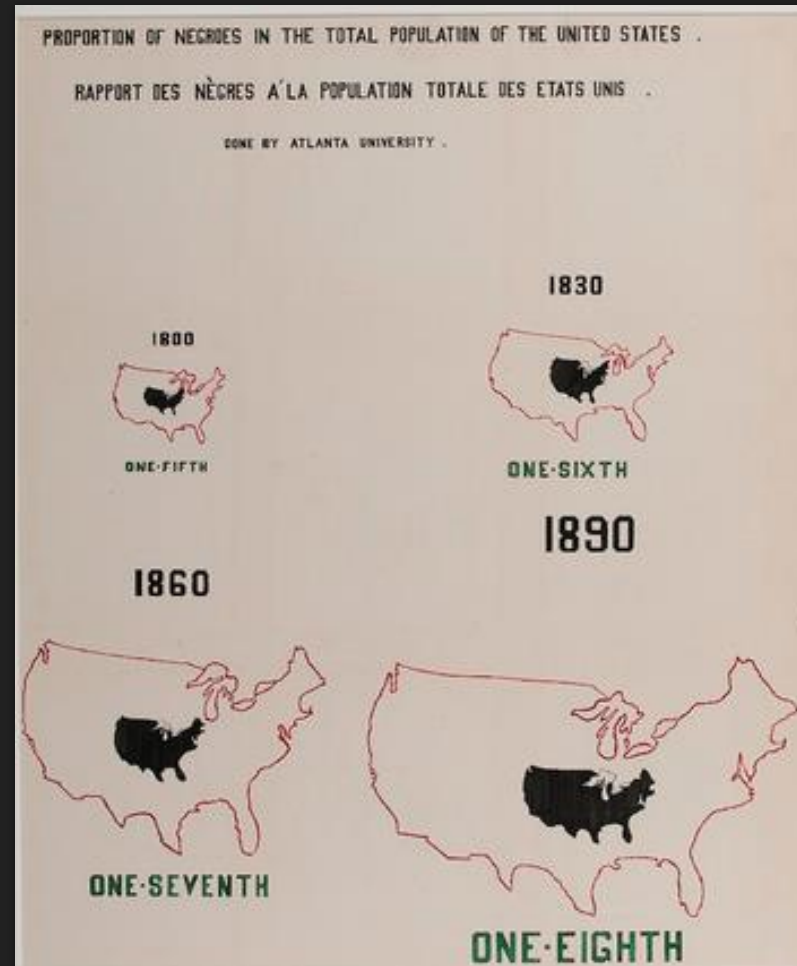 PROPORTION OF NEGROES IN THE TOTAL POPULATION OF THE UNITED STATES .
RAPPORT DES NÈGRES A´LA POPULATION TOTALE DES ETATS UNIS .
DONE BY ATLANTA UNIVERSITY .
1800
ONE·FIFTH
1830
ONE·SIXTH
1860
ONE·SEVENTH
1890
ONE·EIGHTH